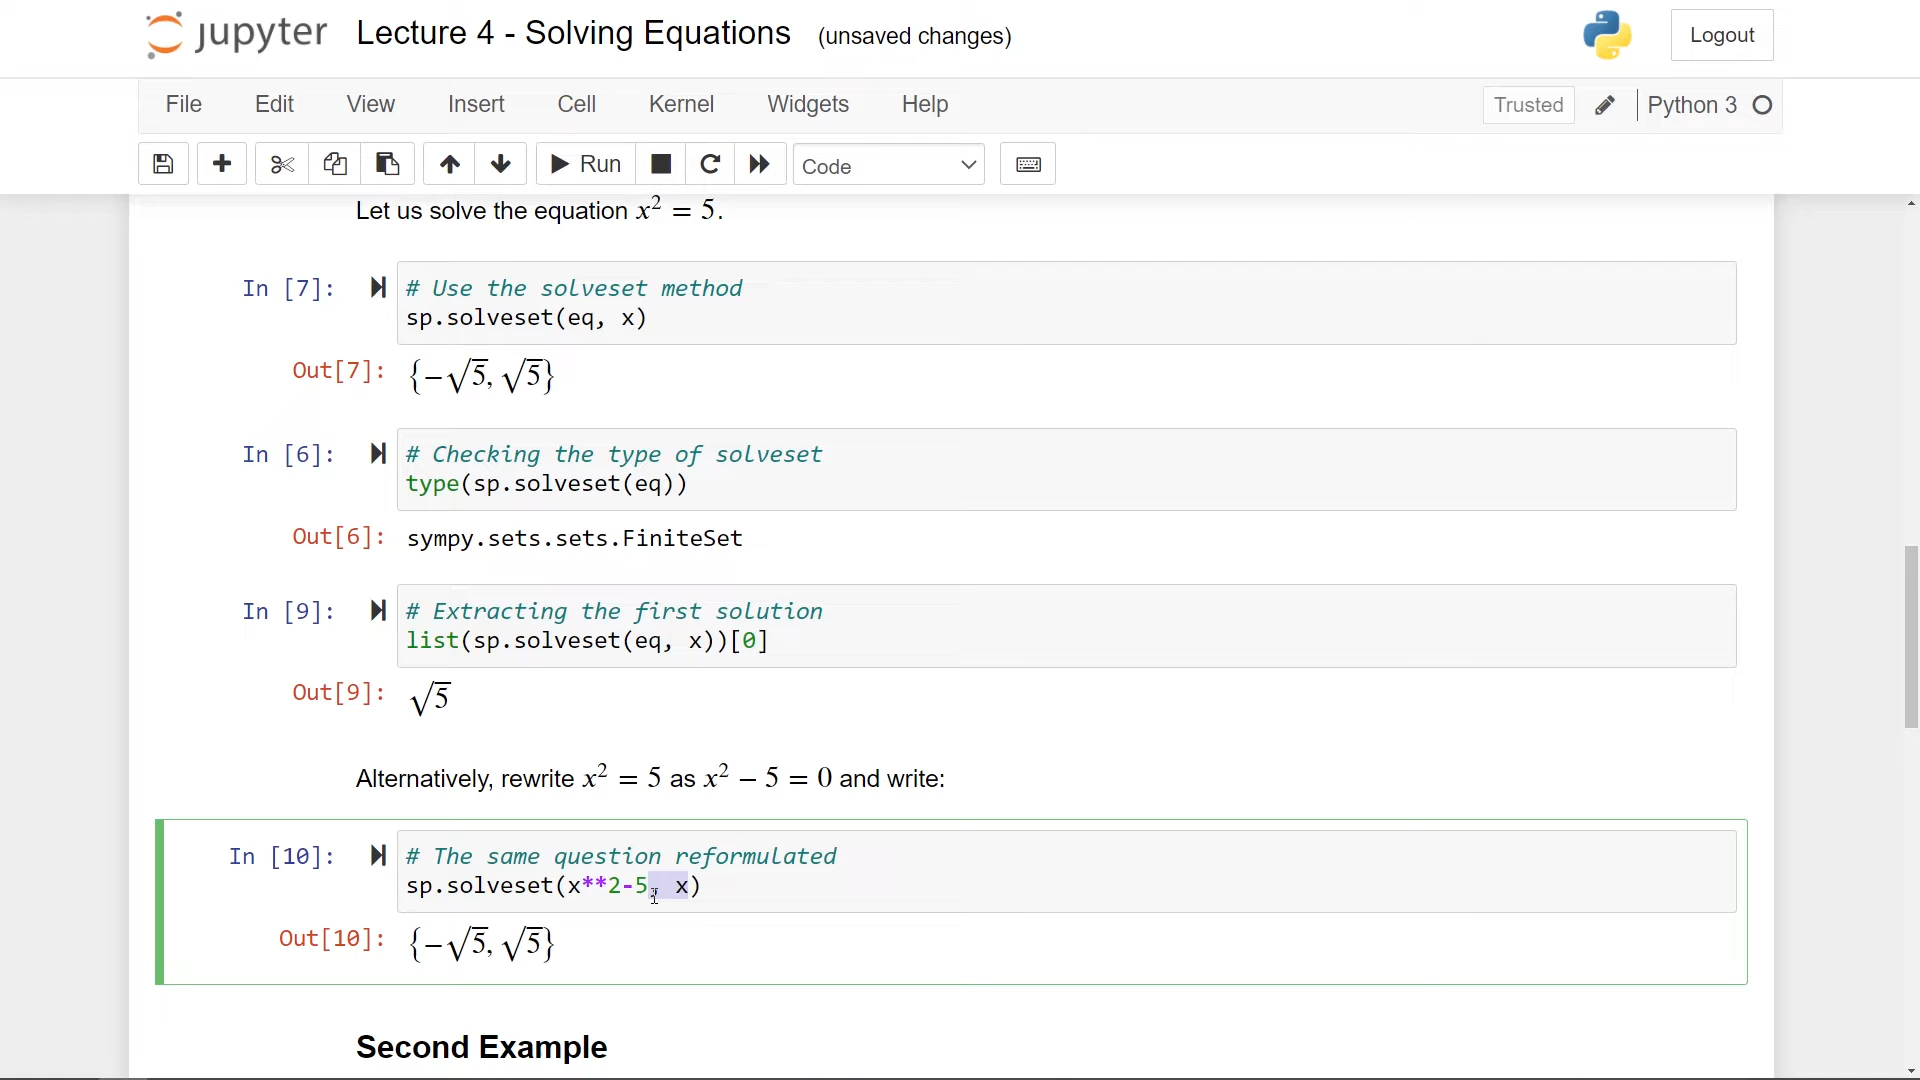 jupyter Lecture 4 - Solving Equations (unsaved changes) Logout
File Edit View Insert Cell Kernel Widgets Help Trusted Python 3
Run Code
Let us solve the equation x² = 5.
In [7]: # Use the solveset method
sp.solveset(eq, x)
Out[7]: {−√5, √5}
In [6]: # Checking the type of solveset
type(sp.solveset(eq))
Out[6]: sympy.sets.sets.FiniteSet
In [9]: # Extracting the first solution
list(sp.solveset(eq, x))[0]
Out[9]: √5
Alternatively, rewrite x² = 5 as x² − 5 = 0 and write:
In [10]: # The same question reformulated
sp.solveset(x**2-5, x)
Out[10]: {−√5, √5}
Second Example